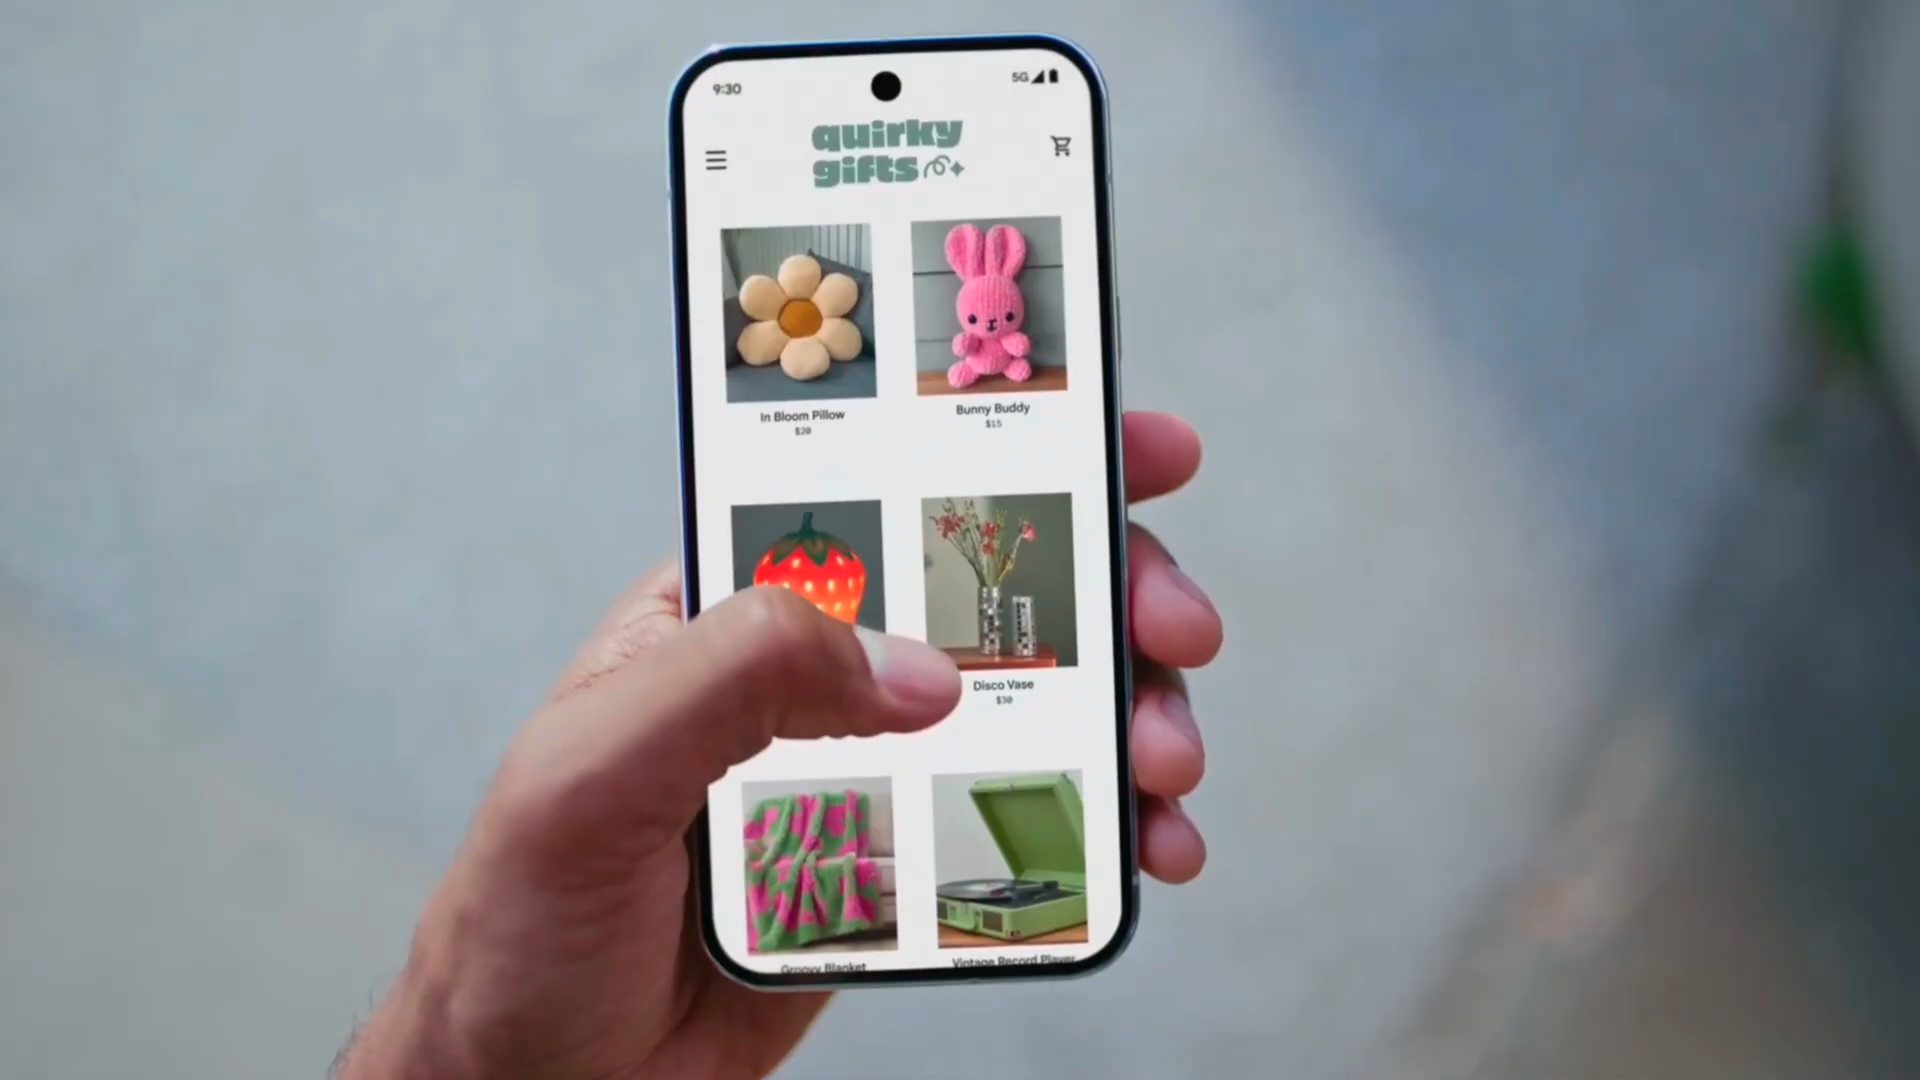 9:30
5G
quirky
gifts
In Bloom Pillow
$20
Bunny Buddy
$15
Disco Vase
$30
Groovy Blanket
Vintage Record Player